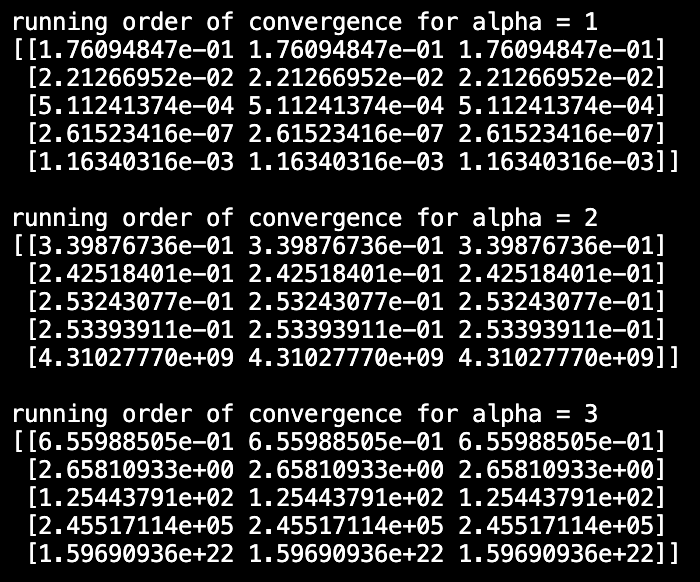 running order of convergence for alpha = 1
[[1.76094847e-01 1.76094847e-01 1.76094847e-01]
[2.21266952e-02 2.21266952e-02 2.21266952e-02]
[5.11241374e-04 5.11241374e-04 5.11241374e-04]
[2.61523416e-07 2.61523416e-07 2.61523416e-07]
[1.16340316e-03 1.16340316e-03 1.16340316e-03]]
running order of convergence for alpha = 2
[[3.39876736e-01 3.39876736e-01 3.39876736e-01]
[2.42518401e-01 2.42518401e-01 2.42518401e-01]
[2.53243077e-01 2.53243077e-01 2.53243077e-01]
[2.53393911e-01 2.53393911e-01 2.53393911e-01]
[4.31027770e+09 4.31027770e+09 4.31027770e+09]]
running order of convergence for alpha = 3
[[6.55988505e-01 6.55988505e-01 6.55988505e-01]
[2.65810933e+00 2.65810933e+00 2.65810933e+00]
[1.25443791e+02 1.25443791e+02 1.25443791e+02]
[2.45517114e+05 2.45517114e+05 2.45517114e+05]
[1.59690936e+22 1.59690936e+22 1.59690936e+22]]